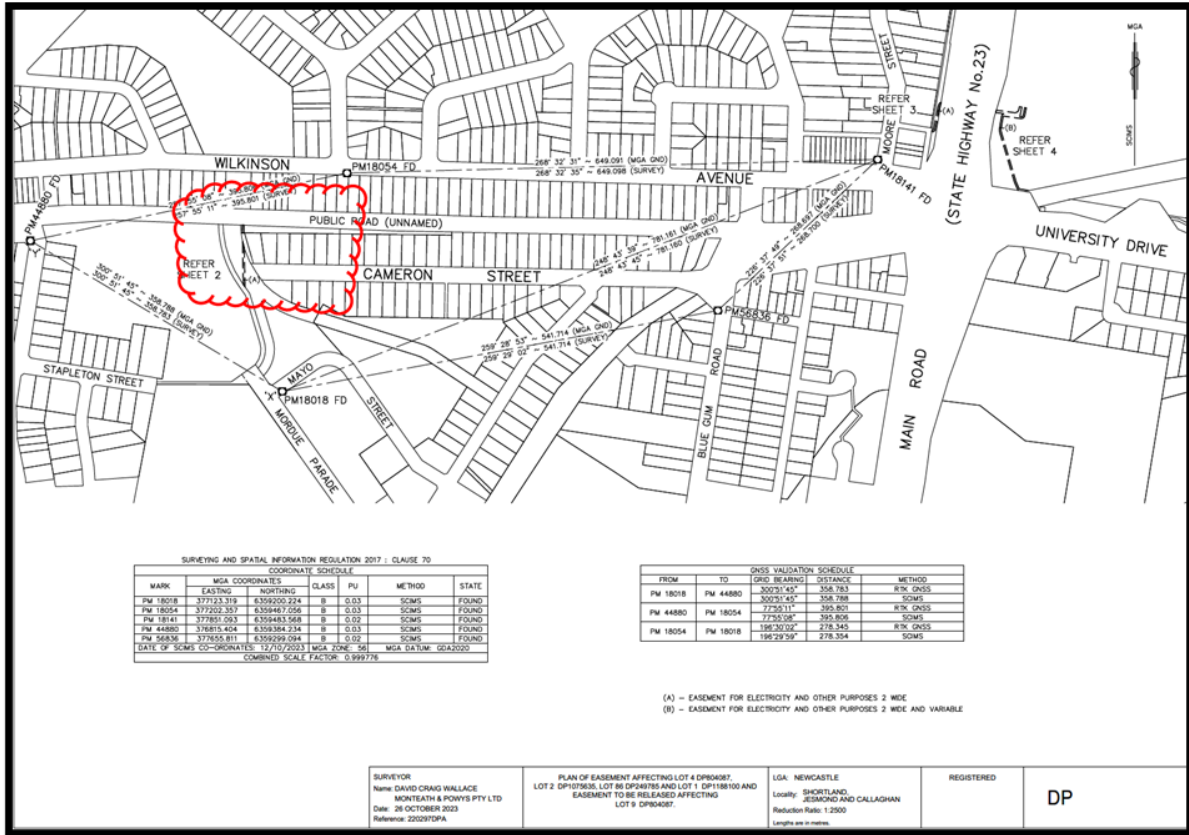 MGA
SCIMS
STREET
MOORE
REFER
SHEET 3
(A)
(STATE HIGHWAY No.23)
(B)
REFER
SHEET 4
WILKINSON
PM18054 FD
268° 32' 31" ~ 649.091 (MGA GND)
268° 32' 35" ~ 649.098 (SURVEY)
AVENUE
PM18141 FD
PM44880 FD
55' 08" ~ 395.80
257° 55' 11" ~ 395.801 (SURVEY)
PUBLIC ROAD (UNNAMED)
UNIVERSITY DRIVE
REFER
SHEET 2
(A)
CAMERON STREET
248° 43' 39" ~ 781.161 (MGA GND)
248° 43' 45" ~ 781.160 (SURVEY)
226° 37' 49" ~ 268.697 (MGA GND)
226° 37' 51" ~ 268.700 (SURVEY)
300° 51' 45" ~ 358.788 (MGA GND)
300° 51' 45" ~ 358.783 (SURVEY)
PM56836 FD
259° 28' 53" ~ 541.714 (MGA GND)
259° 29' 02" ~ 541.714 (SURVEY)
STAPLETON STREET
"X"
MAYO
STREET
PM18018 FD
MORDUE PARADE
BLUE GUM ROAD
MAIN ROAD
SURVEYING AND SPATIAL INFORMATION REGULATION 2017 : CLAUSE 70
COORDINATE SCHEDULE
MARK MGA COORDINATES CLASS PU METHOD STATE
EASTING NORTHING
PM 18018 377123.319 6359200.224 B 0.03 SCIMS FOUND
PM 18054 377202.357 6359467.056 B 0.03 SCIMS FOUND
PM 18141 377851.093 6359483.568 B 0.02 SCIMS FOUND
PM 44880 376815.404 6359384.234 B 0.03 SCIMS FOUND
PM 56836 377655.811 6359299.094 B 0.02 SCIMS FOUND
DATE OF SCIMS CO-ORDINATES: 12/10/2023 MGA ZONE: 56 MGA DATUM: GDA2020
COMBINED SCALE FACTOR: 0.999776
GNSS VALIDATION SCHEDULE
FROM TO GRID BEARING DISTANCE METHOD
PM 18018 PM 44880 300°51'45" 358.783 RTK GNSS
300°51'45" 358.788 SCIMS
PM 44880 PM 18054 77°55'11" 395.801 RTK GNSS
77°55'08" 395.806 SCIMS
PM 18054 PM 18018 196°30'02" 278.345 RTK GNSS
196°29'59" 278.354 SCIMS
(A) – EASEMENT FOR ELECTRICITY AND OTHER PURPOSES 2 WIDE
(B) – EASEMENT FOR ELECTRICITY AND OTHER PURPOSES 2 WIDE AND VARIABLE
SURVEYOR
Name: DAVID CRAIG WALLACE
MONTEATH & POWYS PTY LTD
Date: 26 OCTOBER 2023
Reference: 220297DPA
PLAN OF EASEMENT AFFECTING LOT 4 DP804087,
LOT 2 DP1075635, LOT 86 DP249785 AND LOT 1 DP1188100 AND
EASEMENT TO BE RELEASED AFFECTING
LOT 9 DP804087.
LGA: NEWCASTLE
Locality: SHORTLAND,
JESMOND AND CALLAGHAN
Reduction Ratio: 1:2500
Lengths are in metres.
REGISTERED
DP